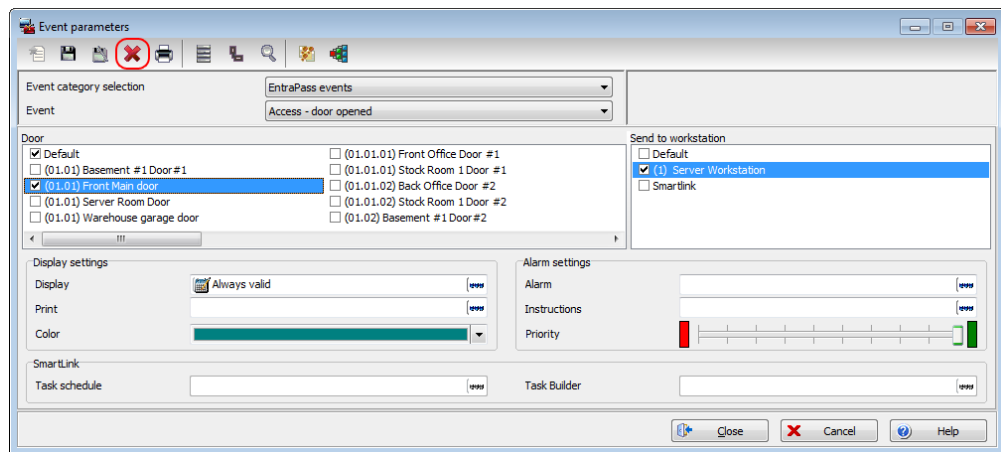 Event parameters
Event category selection EntraPass events
Event Access - door opened
Door
Default
(01.01) Basement #1 Door#1
(01.01) Front Main door
(01.01) Server Room Door
(01.01) Warehouse garage door
(01.01.01) Front Office Door #1
(01.01.01) Stock Room 1 Door #1
(01.01.02) Back Office Door #2
(01.01.02) Stock Room 1 Door #2
(01.02) Basement #1 Door#2
Send to workstation
Default
(1) Server Workstation
Smartlink
Display settings
Display Always valid
Print
Color
Alarm settings
Alarm
Instructions
Priority
SmartLink
Task schedule
Task Builder
Close Cancel Help